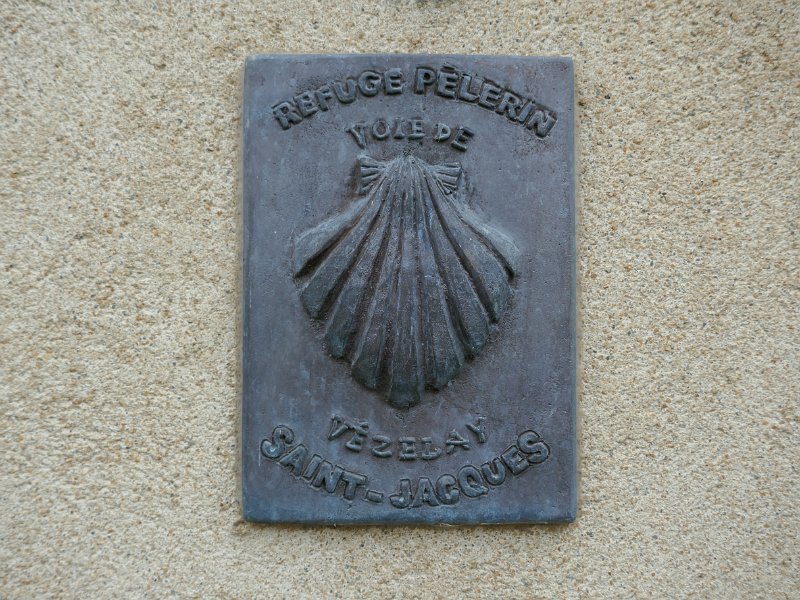 REFUGE PÈLERIN
VOIE DE
VÉZELAY
SAINT-JACQUES